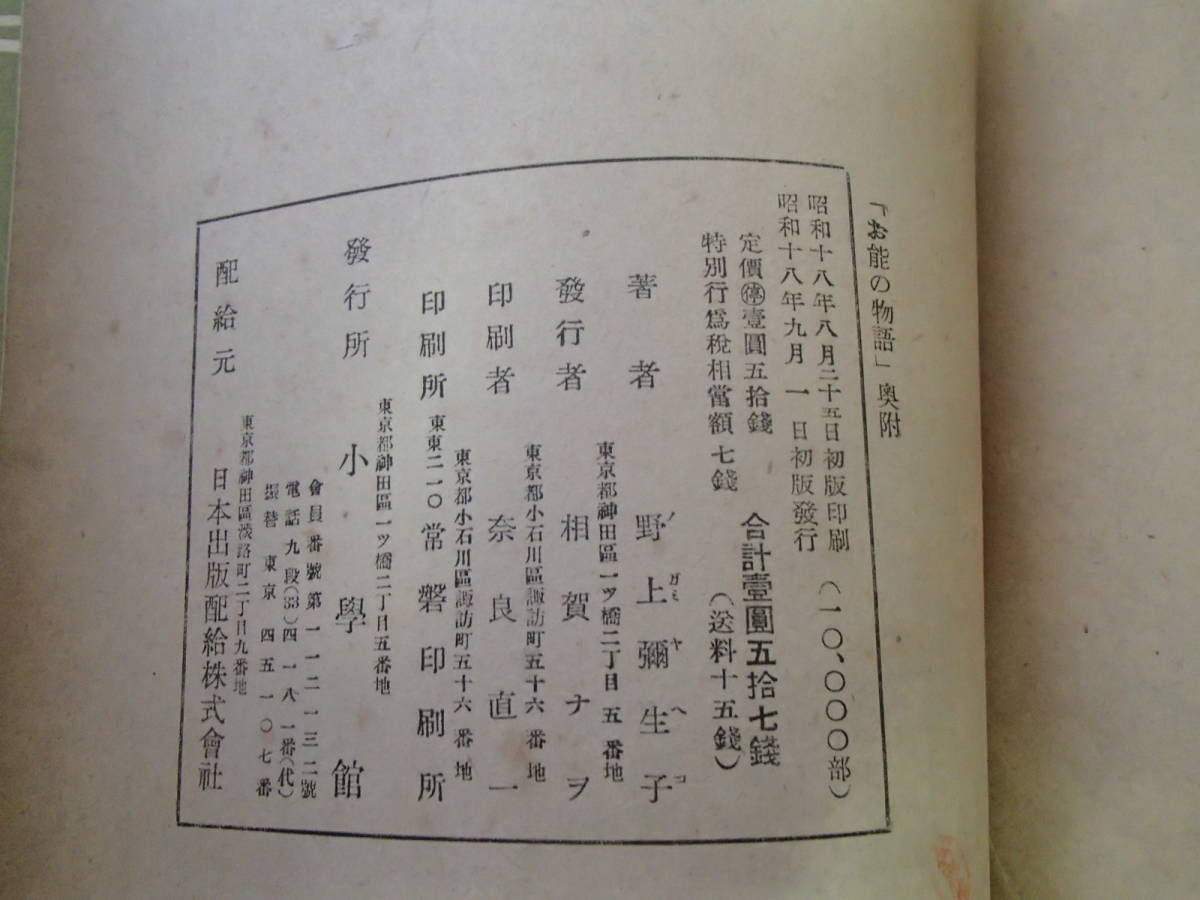 『お能の物語』奧附
昭和十八年八月二十五日初版印刷
昭和十八年九月一日初版發行
(一〇、〇〇〇部)
定價㊡壹圓五拾錢
特別行爲税相當額七錢
合計壹圓五拾七錢
(送料十五錢)
著者 野上彌生子
ノ ガミ ヤ ヘ コ
東京都神田區一ツ橋二丁目五番地
發行者 相賀ナヲ
東京都小石川區諏訪町五十六番地
印刷者 奈良直一
東京都小石川區諏訪町五十六番地
印刷所 東東二一〇 常磐印刷所
東京都神田區一ツ橋二丁目五番地
發行所 小學館
會員番號第一一二一三二號
電話九段(33)四一八一番(代)
振替東京四五一〇七番
東京都神田區淡路町二丁目九番地
配給元 日本出版配給株式會社